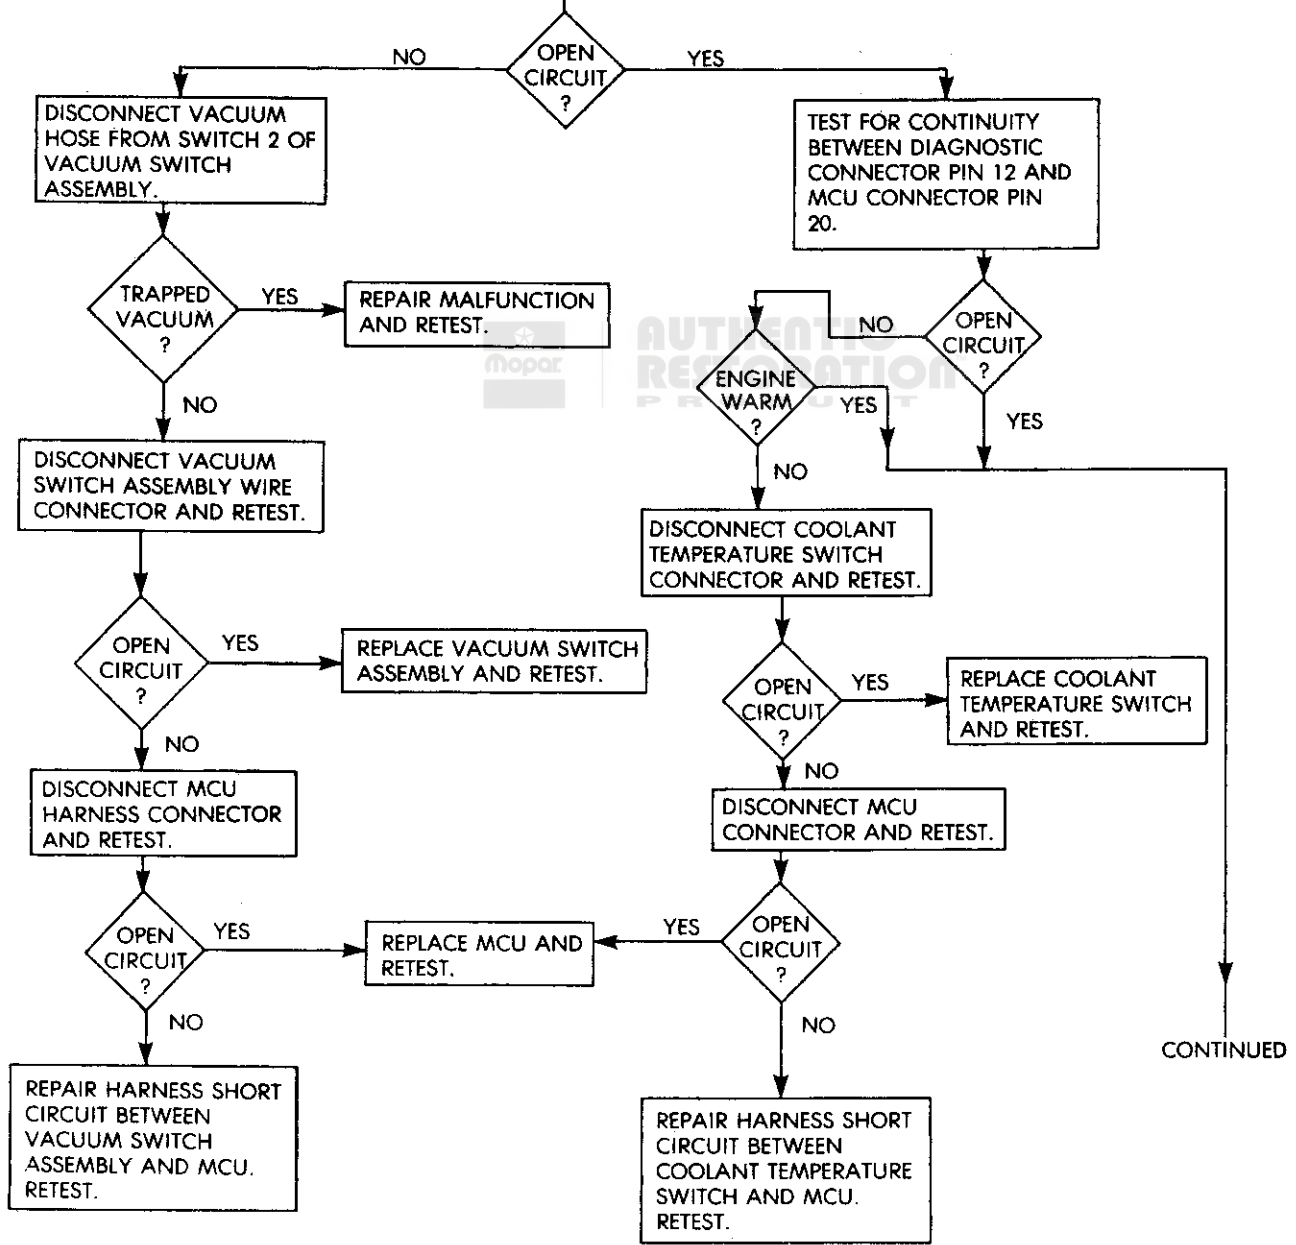 OPEN
CIRCUIT
?
NO
YES
DISCONNECT VACUUM
HOSE FROM SWITCH 2 OF
VACUUM SWITCH
ASSEMBLY.
TEST FOR CONTINUITY
BETWEEN DIAGNOSTIC
CONNECTOR PIN 12 AND
MCU CONNECTOR PIN
20.
TRAPPED
VACUUM
?
YES
REPAIR MALFUNCTION
AND RETEST.
NO
OPEN
CIRCUIT
?
NO
YES
Mopar
AUTHENTIC
RESTORATION
PRODUCT
ENGINE
WARM
?
YES
NO
DISCONNECT VACUUM
SWITCH ASSEMBLY WIRE
CONNECTOR AND RETEST.
DISCONNECT COOLANT
TEMPERATURE SWITCH
CONNECTOR AND RETEST.
OPEN
CIRCUIT
?
YES
REPLACE VACUUM SWITCH
ASSEMBLY AND RETEST.
NO
OPEN
CIRCUIT
?
YES
REPLACE COOLANT
TEMPERATURE SWITCH
AND RETEST.
NO
DISCONNECT MCU
HARNESS CONNECTOR
AND RETEST.
DISCONNECT MCU
CONNECTOR AND RETEST.
OPEN
CIRCUIT
?
YES
REPLACE MCU AND
RETEST.
YES
OPEN
CIRCUIT
?
NO
NO
CONTINUED
REPAIR HARNESS SHORT
CIRCUIT BETWEEN
VACUUM SWITCH
ASSEMBLY AND MCU.
RETEST.
REPAIR HARNESS SHORT
CIRCUIT BETWEEN
COOLANT TEMPERATURE
SWITCH AND MCU.
RETEST.